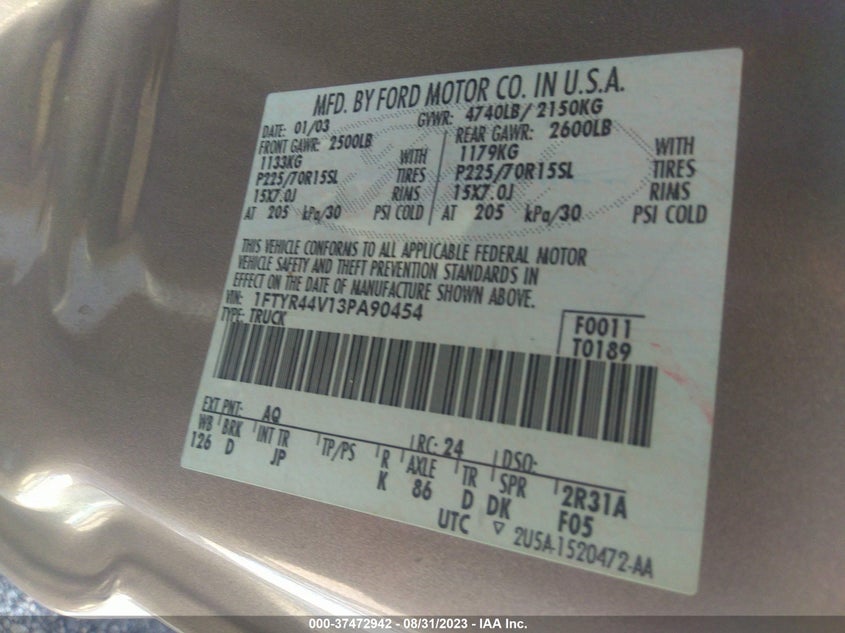 MFD. BY FORD MOTOR CO. IN U.S.A.
DATE: 01/03 GVWR: 4740LB/ 2150KG
FRONT GAWR: 2500LB REAR GAWR: 2600LB
1133KG WITH 1179KG WITH
P225/70R15SL TIRES P225/70R15SL TIRES
15X7.0J RIMS 15X7.0J RIMS
AT 205 kPa/30 PSI COLD AT 205 kPa/30 PSI COLD
THIS VEHICLE CONFORMS TO ALL APPLICABLE FEDERAL MOTOR
VEHICLE SAFETY AND THEFT PREVENTION STANDARDS IN
EFFECT ON THE DATE OF MANUFACTURE SHOWN ABOVE.
VIN: 1FTYR44V13PA90454
TYPE: TRUCK
F0011
T0189
EXT PNT: AQ RC: 24 DSO:
WB BRK INT TR TP/PS R AXLE TR SPR 2R31A
126 D JP K 86 D DK F05
UTC ▽ 2U5A-1520472-AA
000-37472942 - 08/31/2023 - IAA Inc.